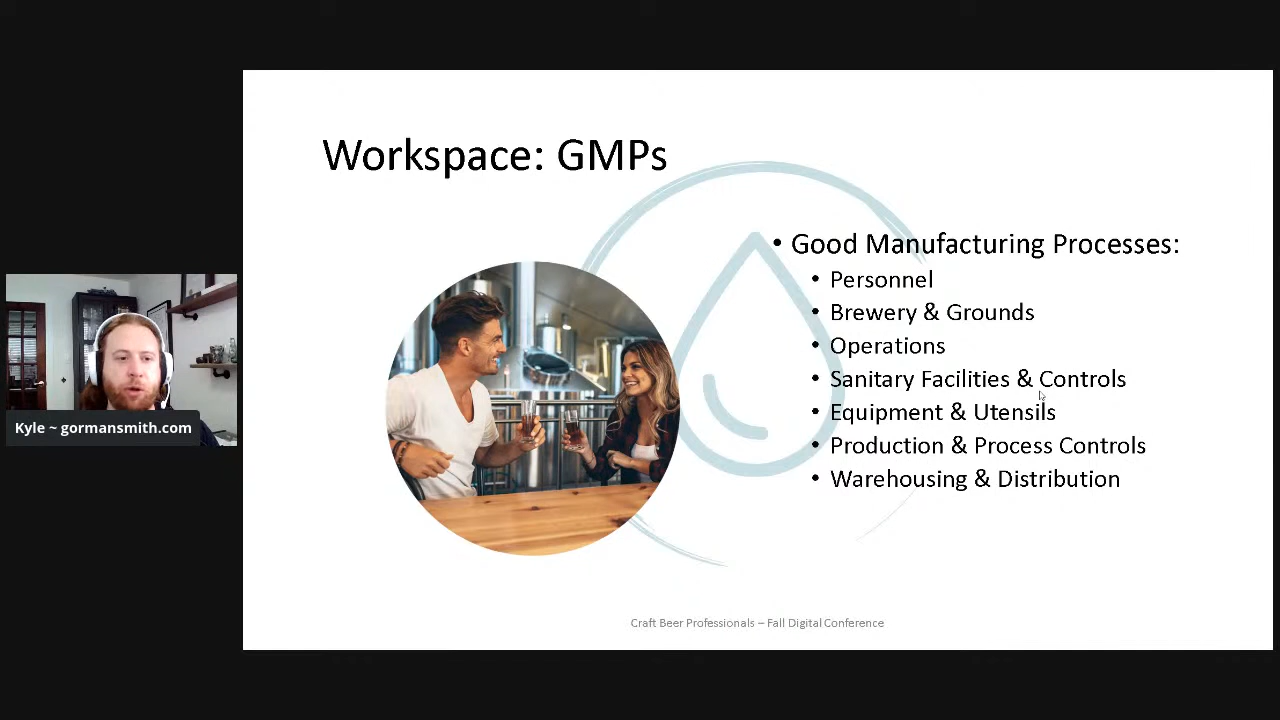 Workspace: GMPs
• Good Manufacturing Processes:
• Personnel
• Brewery & Grounds
• Operations
• Sanitary Facilities & Controls
• Equipment & Utensils
• Production & Process Controls
• Warehousing & Distribution
Kyle ~ gormansmith.com
Craft Beer Professionals – Fall Digital Conference